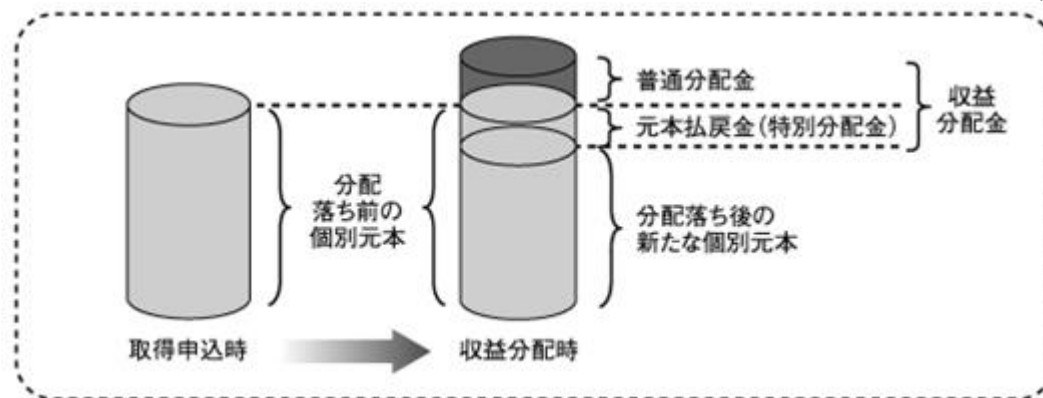 普通分配金
元本払戻金(特別分配金)
収益
分配金
分配
落ち前の
個別元本
分配落ち後の
新たな個別元本
取得申込時
収益分配時